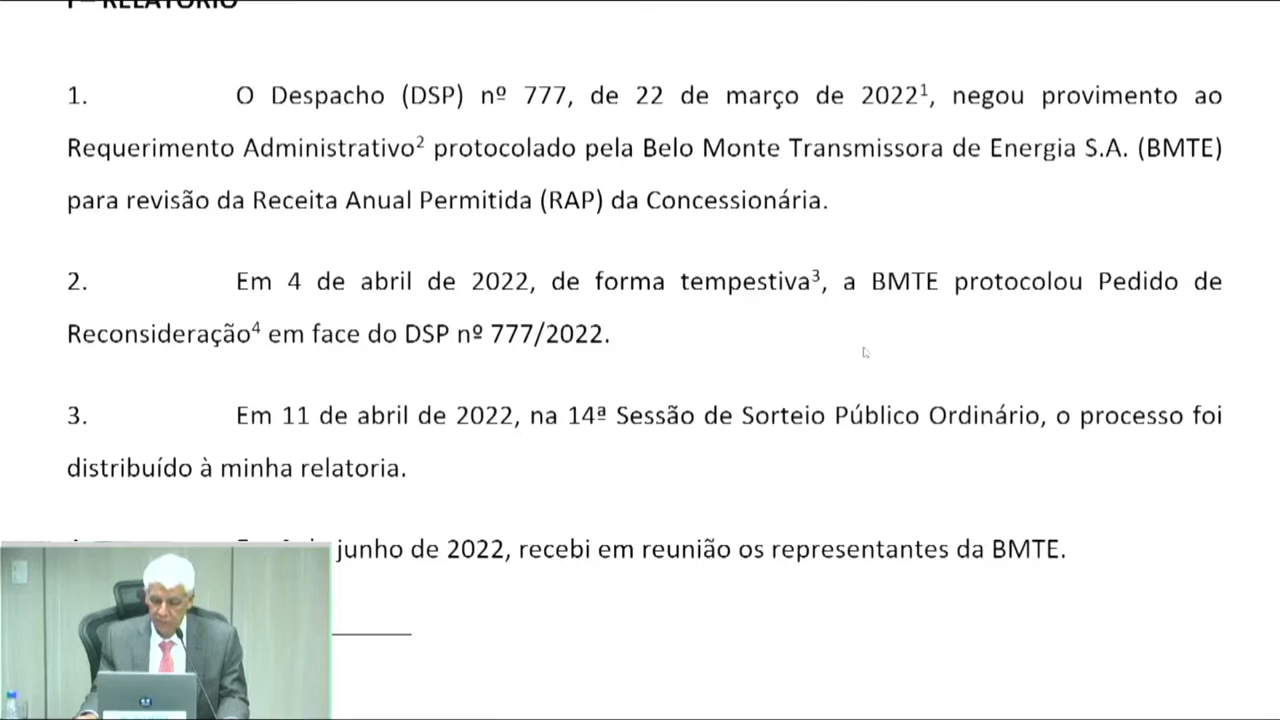 I – RELATÓRIO
1. O Despacho (DSP) nº 777, de 22 de março de 2022¹, negou provimento ao
Requerimento Administrativo² protocolado pela Belo Monte Transmissora de Energia S.A. (BMTE)
para revisão da Receita Anual Permitida (RAP) da Concessionária.
2. Em 4 de abril de 2022, de forma tempestiva³, a BMTE protocolou Pedido de
Reconsideração⁴ em face do DSP nº 777/2022.
3. Em 11 de abril de 2022, na 14ª Sessão de Sorteio Público Ordinário, o processo foi
distribuído à minha relatoria.
junho de 2022, recebi em reunião os representantes da BMTE.